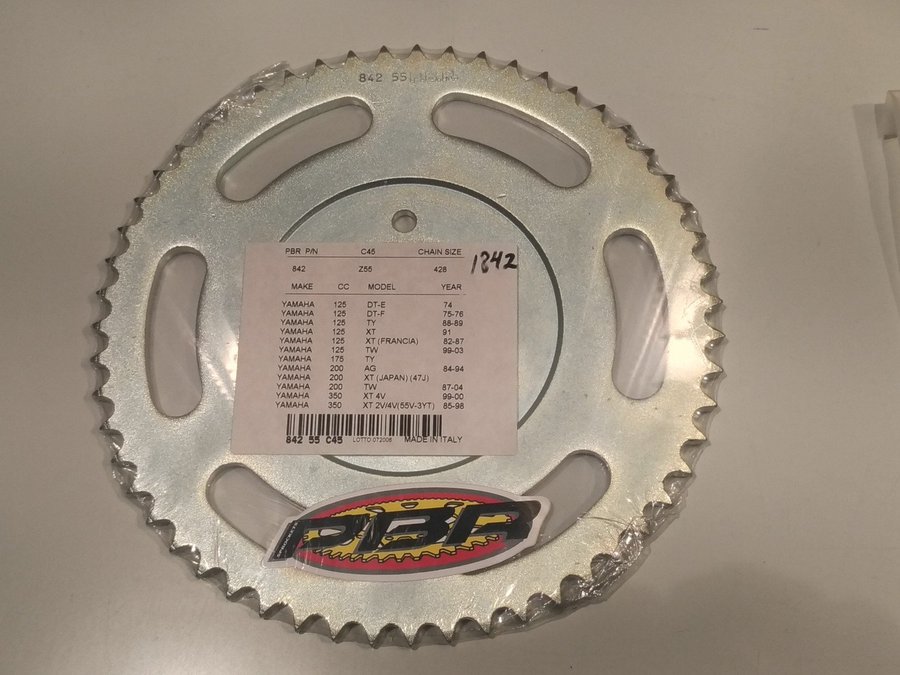 842 55
PBR P/N C45 CHAIN SIZE
842 Z55 428
1842
MAKE CC MODEL YEAR
YAMAHA 125 DT-E 74
YAMAHA 125 DT-F 75-76
YAMAHA 125 TY 88-89
YAMAHA 125 XT 91
YAMAHA 125 XT (FRANCIA) 82-87
YAMAHA 125 TW 99-03
YAMAHA 175 TY
YAMAHA 200 AG 84-94
YAMAHA 200 XT (JAPAN) (47J)
YAMAHA 200 TW 87-04
YAMAHA 350 XT 4V 99-00
YAMAHA 350 XT 2V/4V(55V-3YT) 85-98
842 55 C45 LOTTO 072006 MADE IN ITALY
PBR